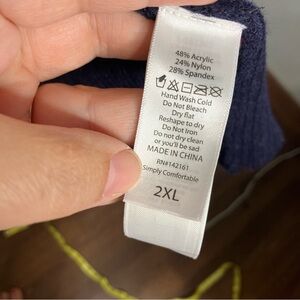 48% Acrylic
24% Nylon
28% Spandex
Hand Wash Cold
Do Not Bleach
Dry flat
Reshape to dry
Do Not Iron
Do not dry clean
or you'll be sad
MADE IN CHINA
RN#142161
Simply Comfortable
2XL